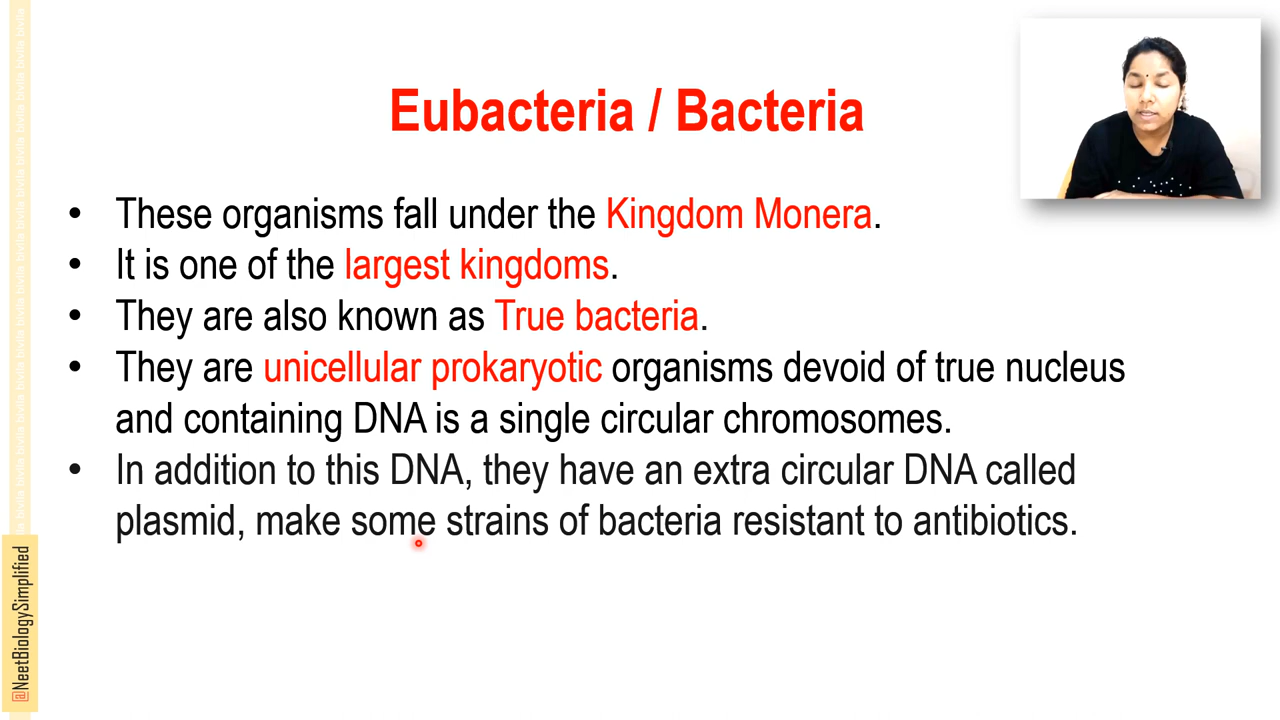 Eubacteria / Bacteria
• These organisms fall under the Kingdom Monera.
• It is one of the largest kingdoms.
• They are also known as True bacteria.
• They are unicellular prokaryotic organisms devoid of true nucleus
and containing DNA is a single circular chromosomes.
• In addition to this DNA, they have an extra circular DNA called
plasmid, make some strains of bacteria resistant to antibiotics.
@NeetBiologySimplified